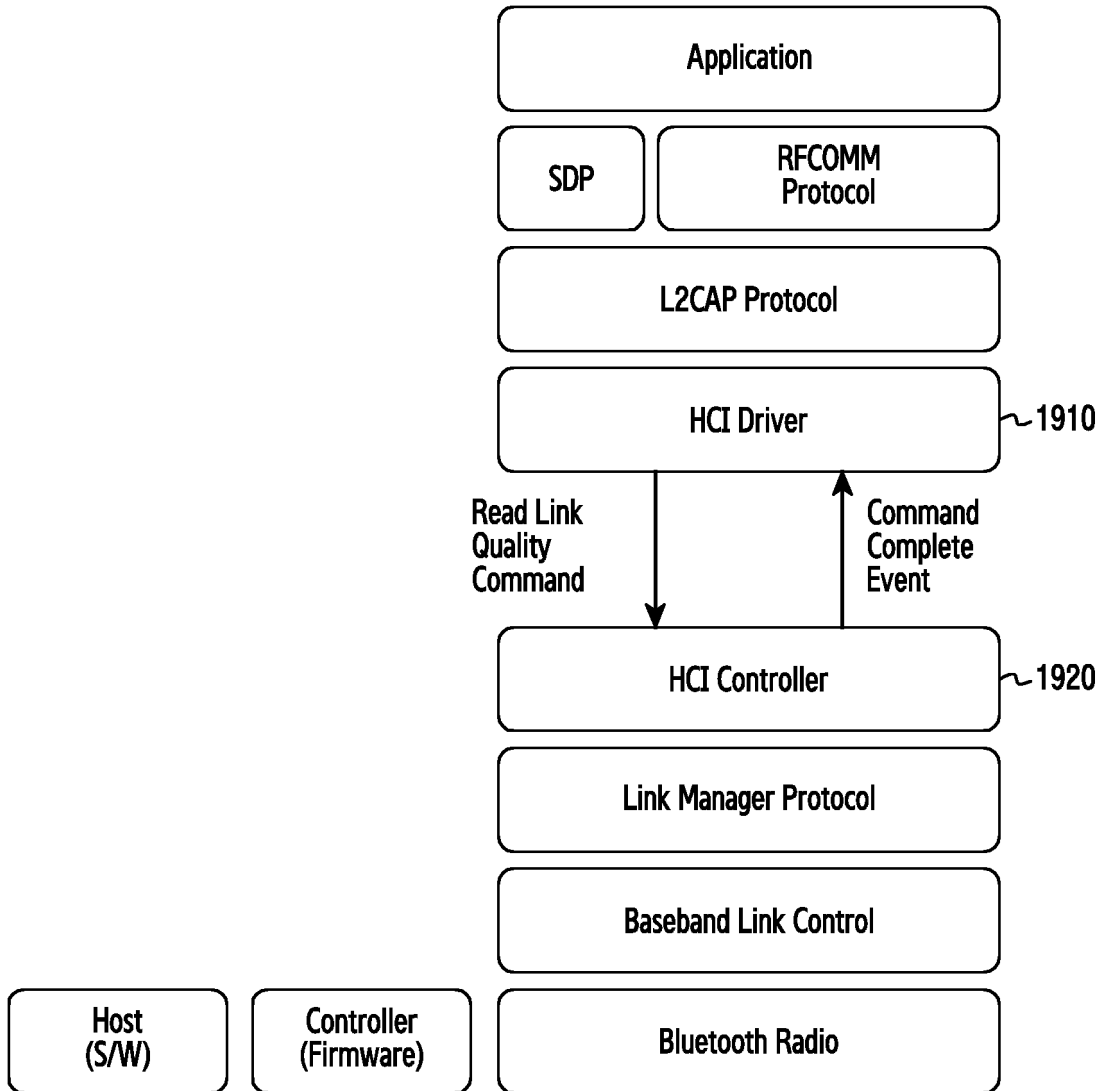 Application
SDP
RFCOMM
Protocol
L2CAP Protocol
HCI Driver
1910
Read Link
Quality
Command
Command
Complete
Event
HCI Controller
1920
Link Manager Protocol
Baseband Link Control
Host
(S/W)
Controller
(Firmware)
Bluetooth Radio